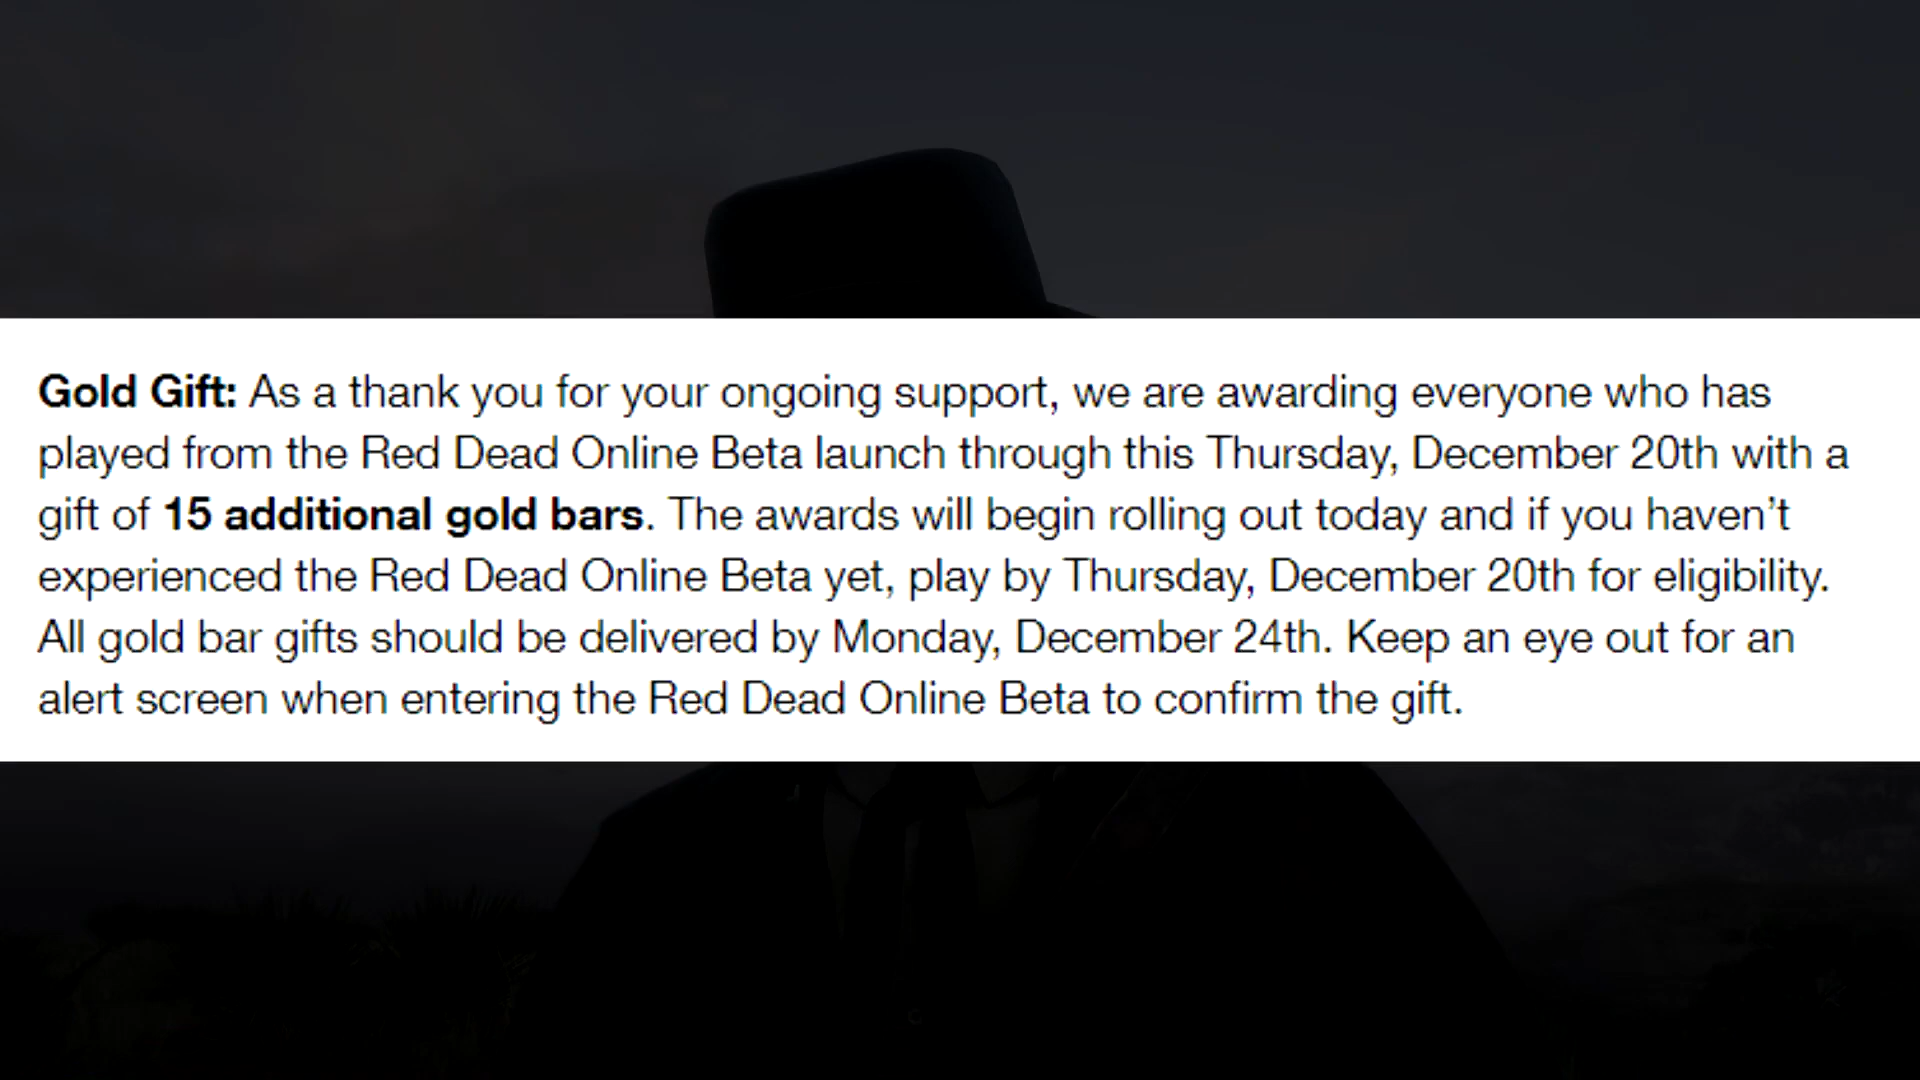 Gold Gift: As a thank you for your ongoing support, we are awarding everyone who has
played from the Red Dead Online Beta launch through this Thursday, December 20th with a
gift of 15 additional gold bars. The awards will begin rolling out today and if you haven’t
experienced the Red Dead Online Beta yet, play by Thursday, December 20th for eligibility.
All gold bar gifts should be delivered by Monday, December 24th. Keep an eye out for an
alert screen when entering the Red Dead Online Beta to confirm the gift.